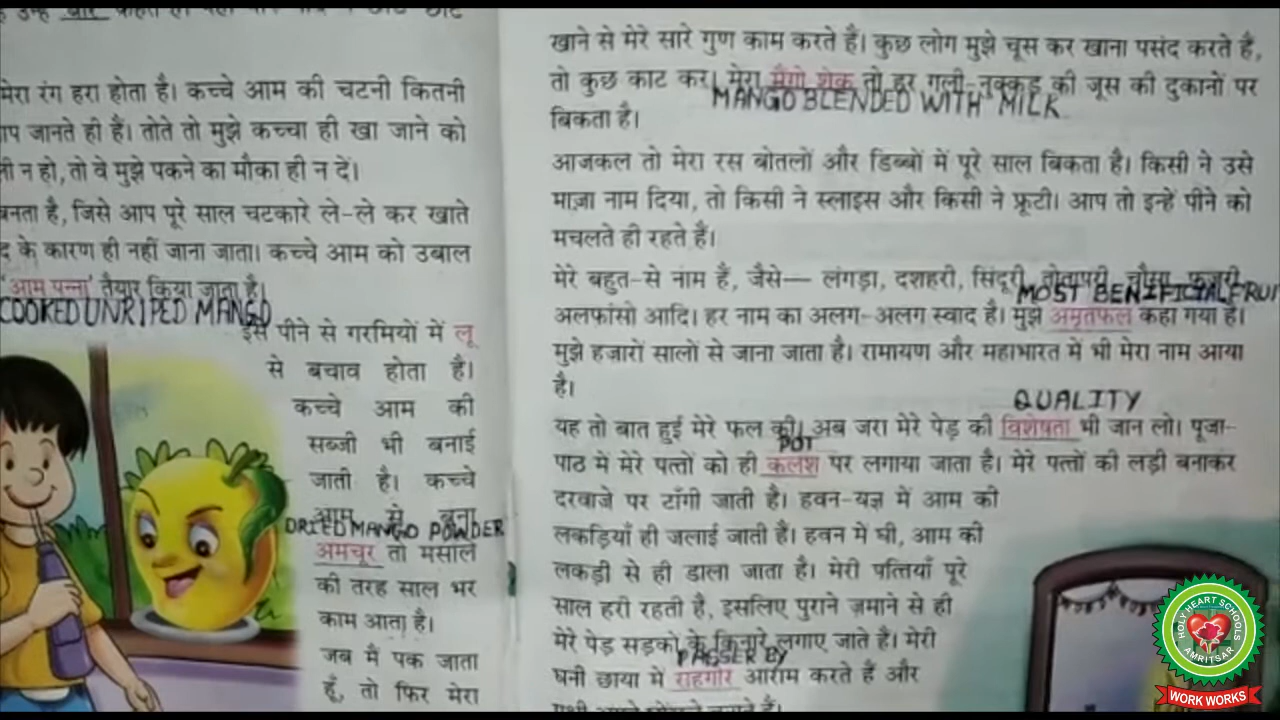 मेरा रंग हरा होता है। कच्चे आम की चटनी कितनी
जानते ही हैं। तोते तो मुझे कच्चा ही खा जाने को
न हो, तो वे मुझे पकने का मौका ही न दें।
है, जिसे आप पूरे साल चटकारे ले-ले कर खाते
के कारण ही नहीं जाना जाता। कच्चे आम को उबाल
'आम पन्ना' तैयार किया जाता है।
COOKED UNRIPED MANGO
इसे पीने से गरमियों में लू
से बचाव होता है।
कच्चे आम की
सब्जी भी बनाई
जाती है। कच्चे
आम से बना
DRIED MANGO POWDER
अमचूर तो मसाले
की तरह साल भर
काम आता है।
जब मैं पक जाता
हूँ, तो फिर मेरा
खाने से मेरे सारे गुण काम करते हैं। कुछ लोग मुझे चूस कर खाना पसंद करते हैं,
तो कुछ काट कर। मेरा मैंगो शेक तो हर गली-नुक्कड़ की जूस की दुकानों पर
MANGO BLENDED WITH MILK
बिकता है।
आजकल तो मेरा रस बोतलों और डिब्बों में पूरे साल बिकता है। किसी ने उसे
माज़ा नाम दिया, तो किसी ने स्लाइस और किसी ने फ्रूटी। आप तो इन्हें पीने को
मचलते ही रहते हैं।
मेरे बहुत-से नाम हैं, जैसे— लंगड़ा, दशहरी, सिंदूरी, तोतापरी, चौसा,
MOST BENIFICIAL FRUI
अलफांसो आदि। हर नाम का अलग-अलग स्वाद है। मुझे अमृतफल कहा गया है।
मुझे हज़ारों सालों से जाना जाता है। रामायण और महाभारत में भी मेरा नाम आया
है।
QUALITY
यह तो बात हुई मेरे फल की। अब जरा मेरे पेड़ की विशेषता भी जान लो। पूजा-
POT
पाठ में मेरे पत्तों को ही कलश पर लगाया जाता है। मेरे पत्तों की लड़ी बनाकर
दरवाजे पर टाँगी जाती है। हवन-यज्ञ में आम की
लकड़ियाँ ही जलाई जाती हैं। हवन में घी, आम की
लकड़ी से ही डाला जाता है। मेरी पत्तियाँ पूरे
साल हरी रहती है, इसलिए पुराने ज़माने से ही
मेरे पेड़ सड़कों के किनारे लगाए जाते हैं। मेरी
PASSER BY
घनी छाया में राहगीर आराम करते हैं और
HOLY HEART SCHOOLS
AMRITSAR
WORK WORKS